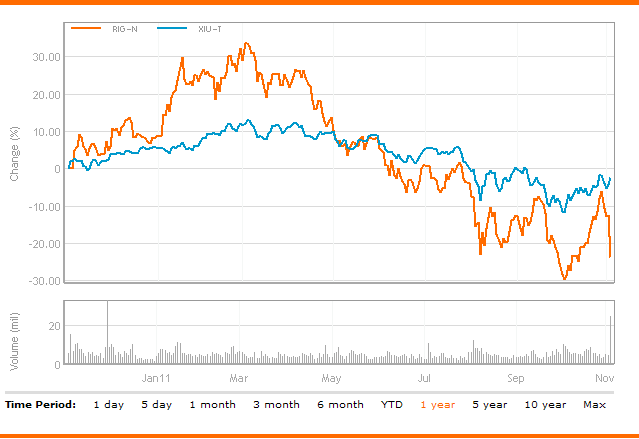 RIG-N XIU-T
30.00
20.00
10.00
0
-10.00
-20.00
-30.00
Change (%)
20
0
Volume (mil)
Jan11 Mar May Jul Sep Nov
Time Period: 1 day 5 day 1 month 3 month 6 month YTD 1 year 5 year 10 year Max